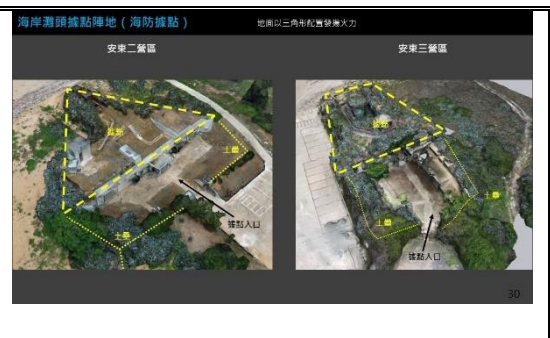 海岸灘頭據點陣地(海防據點)
地面以三角形配置發揚火力
安東二營區
安東三營區
據點
土壘
土壘
據點入口
據點
土壘
土壘
據點入口
30